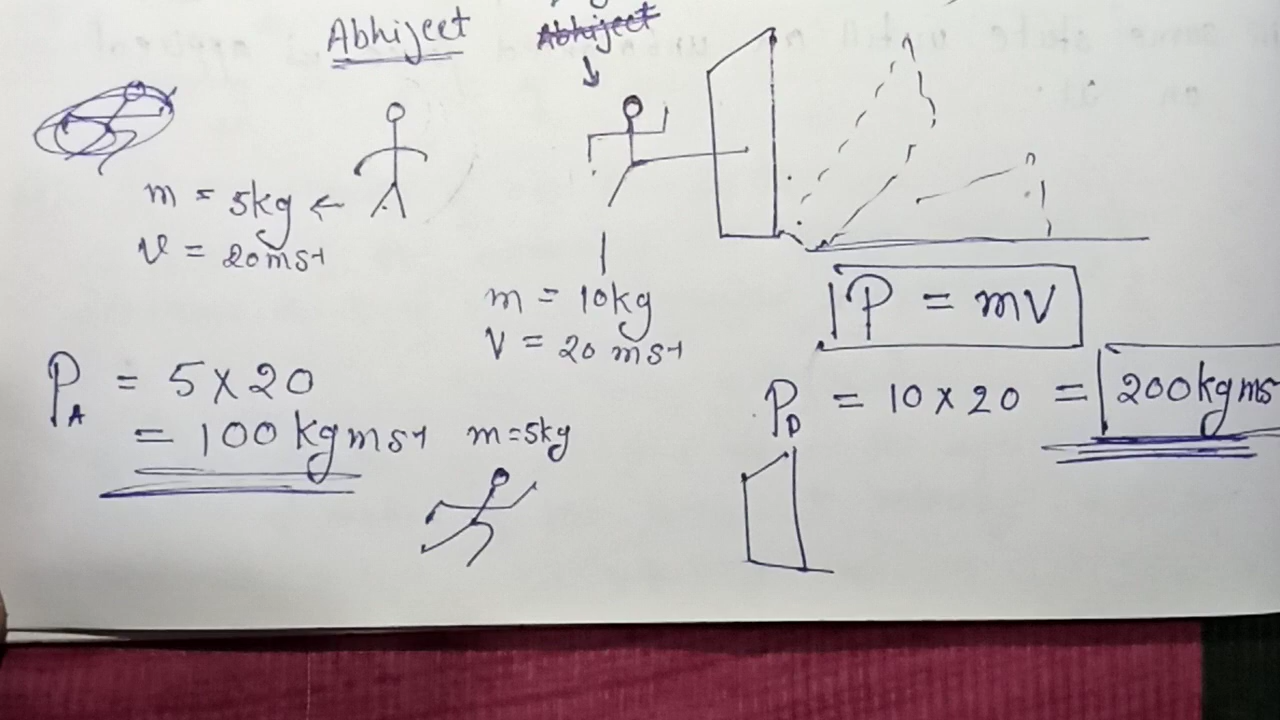 Abhijeet
Abhijeet
m = 5kg ←
v = 20ms-1
m = 10kg
V = 20 ms-1
P = mv
PA = 5 x 20
= 100 kgms-1
m=5kg
PD = 10 x 20 = 200kgms-